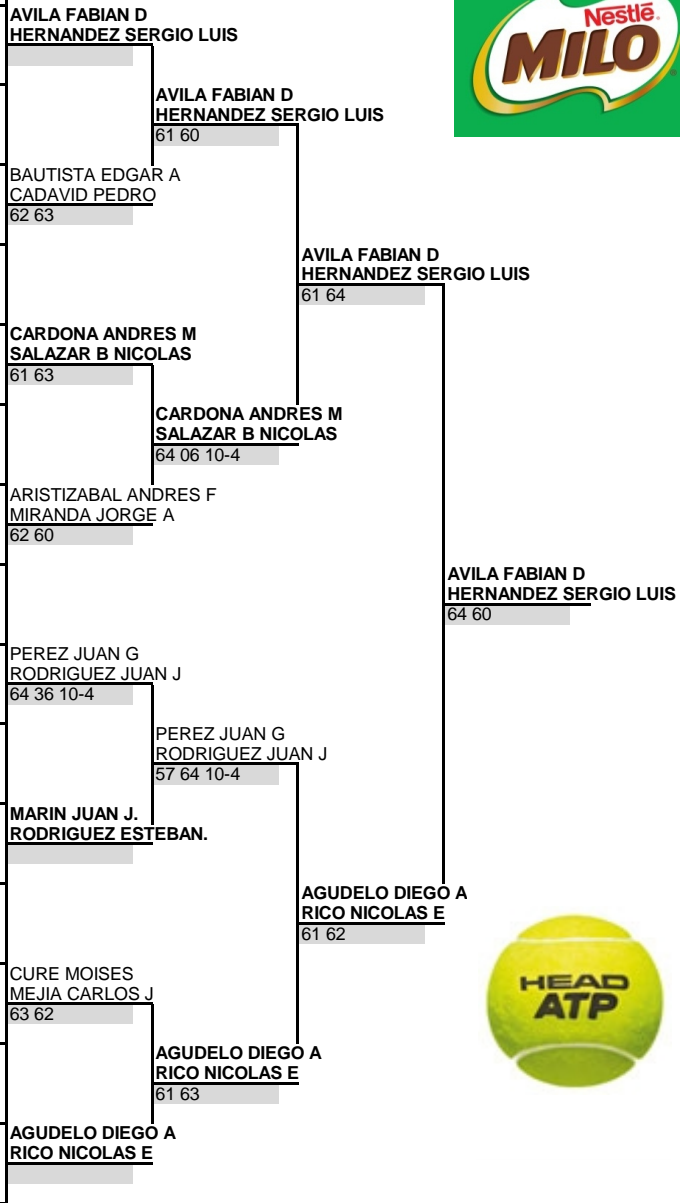 AVILA FABIAN D
HERNANDEZ SERGIO LUIS
Nestlé
MILO
AVILA FABIAN D
HERNANDEZ SERGIO LUIS
61 60
BAUTISTA EDGAR A
CADAVID PEDRO
62 63
AVILA FABIAN D
HERNANDEZ SERGIO LUIS
61 64
CARDONA ANDRES M
SALAZAR B NICOLAS
61 63
CARDONA ANDRES M
SALAZAR B NICOLAS
64 06 10-4
ARISTIZABAL ANDRES F
MIRANDA JORGE A
62 60
AVILA FABIAN D
HERNANDEZ SERGIO LUIS
64 60
PEREZ JUAN G
RODRIGUEZ JUAN J
64 36 10-4
PEREZ JUAN G
RODRIGUEZ JUAN J
57 64 10-4
MARIN JUAN J.
RODRIGUEZ ESTEBAN.
AGUDELO DIEGO A
RICO NICOLAS E
61 62
CURE MOISES
MEJIA CARLOS J
63 62
HEAD
ATP
AGUDELO DIEGO A
RICO NICOLAS E
61 63
AGUDELO DIEGO A
RICO NICOLAS E